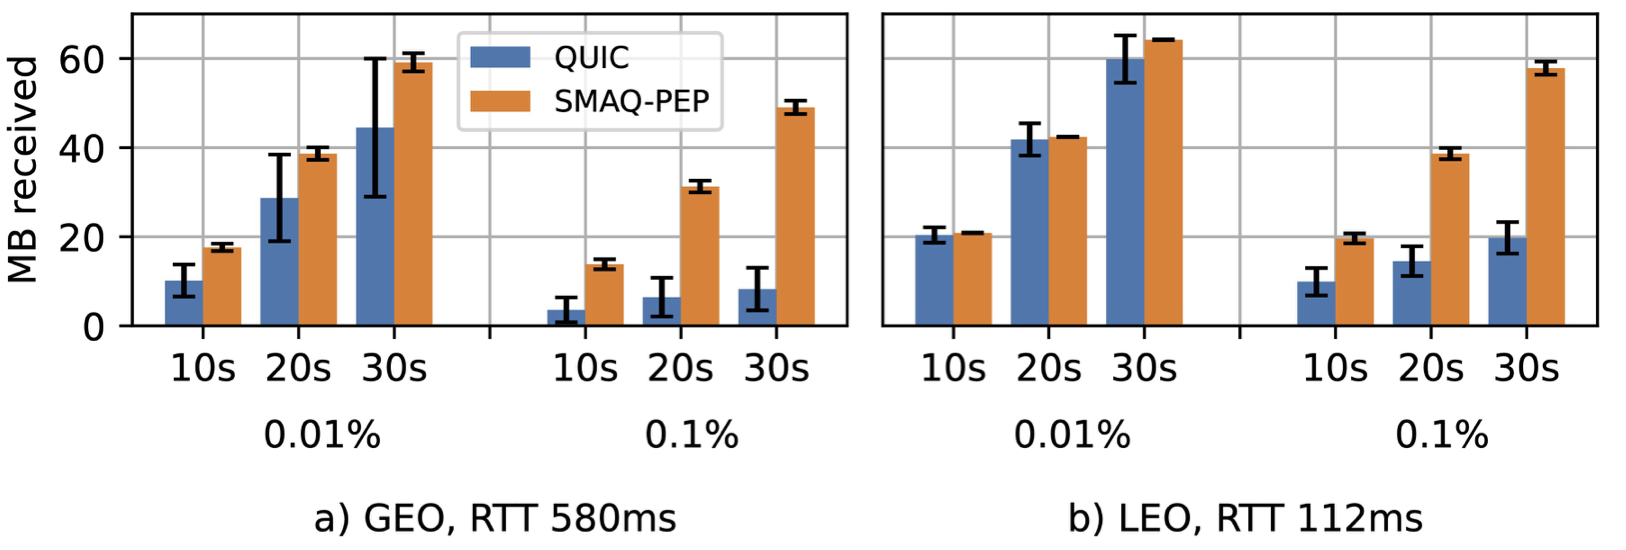 MB received
60
40
20
0
QUIC
SMAQ-PEP
10s 20s 30s 10s 20s 30s
0.01% 0.1%
a) GEO, RTT 580ms
10s 20s 30s 10s 20s 30s
0.01% 0.1%
b) LEO, RTT 112ms